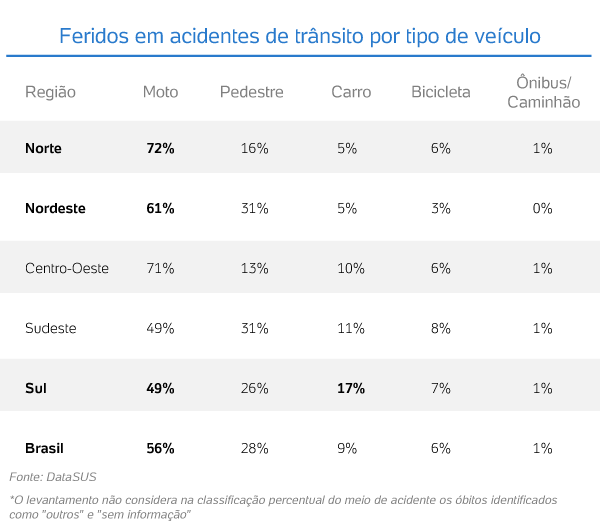 Feridos em acidentes de trânsito por tipo de veículo
Região Moto Pedestre Carro Bicicleta Ônibus/
Caminhão
Norte 72% 16% 5% 6% 1%
Nordeste 61% 31% 5% 3% 0%
Centro-Oeste 71% 13% 10% 6% 1%
Sudeste 49% 31% 11% 8% 1%
Sul 49% 26% 17% 7% 1%
Brasil 56% 28% 9% 6% 1%
Fonte: DataSUS
*O levantamento não considera na classificação percentual do meio de acidente os óbitos identificados
como "outros" e "sem informação"